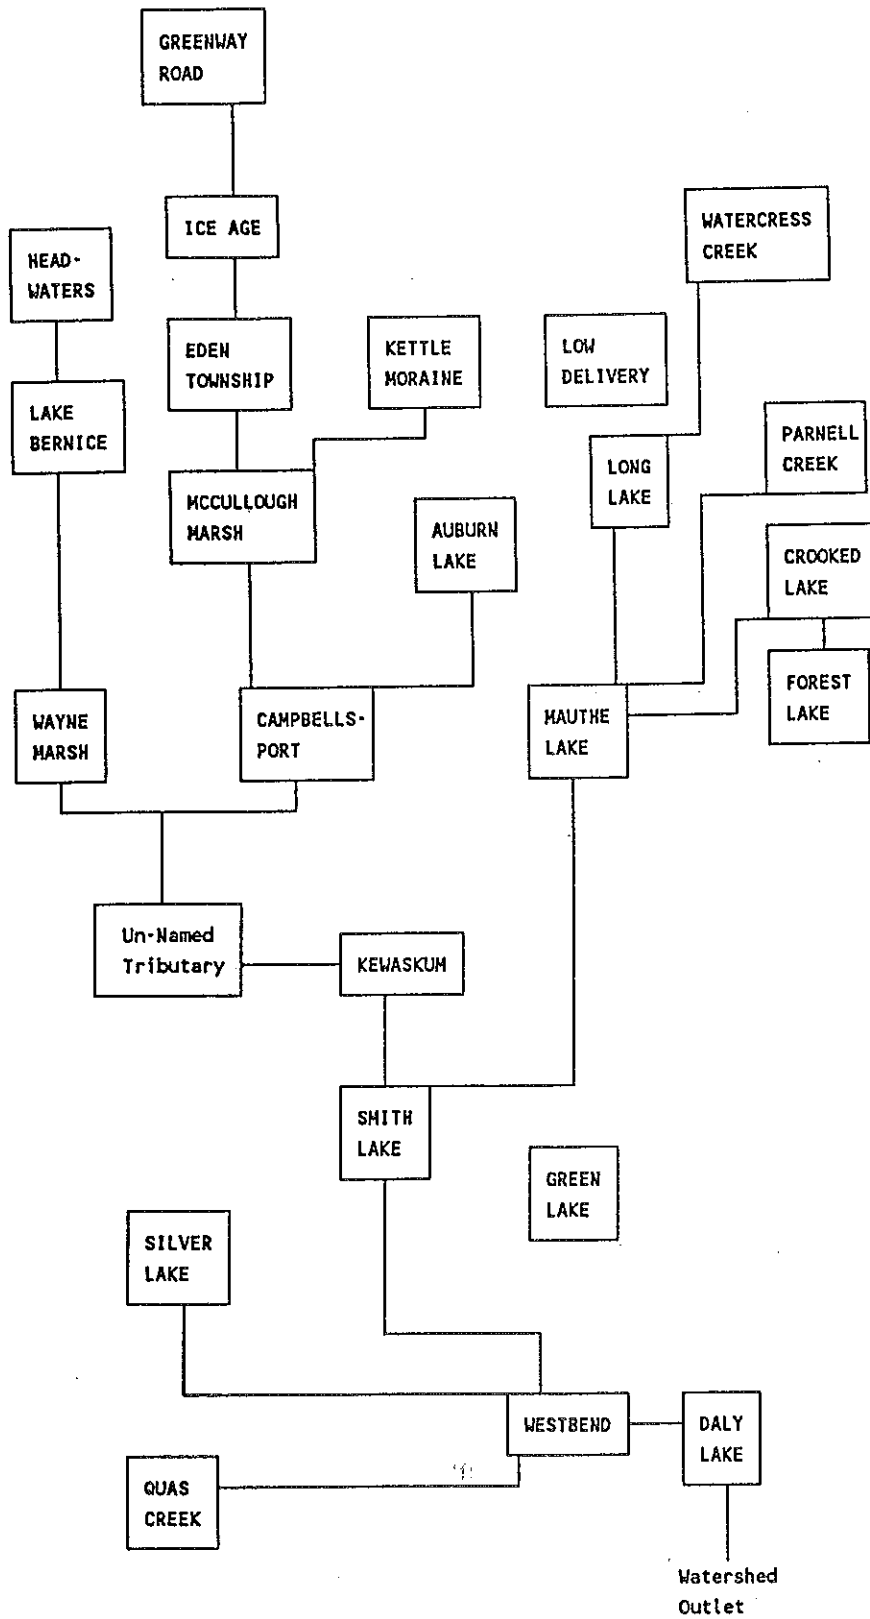 GREENWAY
ROAD
ICE AGE
WATERCRESS
CREEK
HEAD-
WATERS
EDEN
TOWNSHIP
KETTLE
MORAINE
LOW
DELIVERY
LAKE
BERNICE
PARNELL
CREEK
LONG
LAKE
MCCULLOUGH
MARSH
AUBURN
LAKE
CROOKED
LAKE
FOREST
LAKE
WAYNE
MARSH
CAMPBELLS-
PORT
MAUTHE
LAKE
Un-Named
Tributary
KEWASKUM
SMITH
LAKE
GREEN
LAKE
SILVER
LAKE
WESTBEND
DALY
LAKE
QUAS
CREEK
Watershed
Outlet